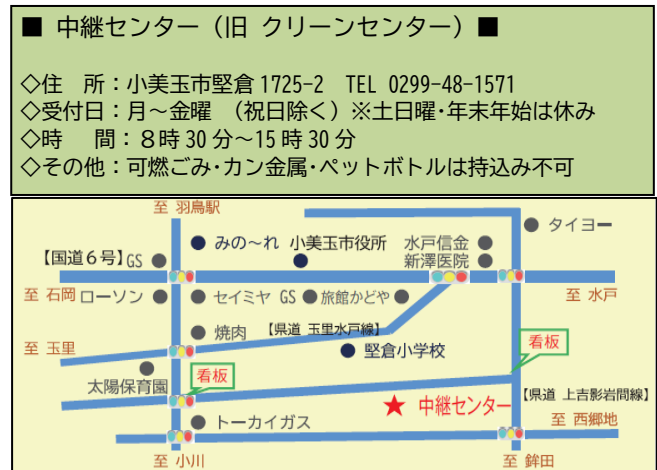 ■ 中継センター（旧 クリーンセンター）■
◇住　所：小美玉市堅倉1725-2　TEL 0299-48-1571
◇受付日：月～金曜　（祝日除く）※土日曜･年末年始は休み
◇時　間：８時30分～15時30分
◇その他：可燃ごみ･カン金属･ペットボトルは持込み不可
至 羽鳥駅
タイヨー
みの～れ 小美玉市役所 水戸信金
【国道６号】GS 新澤医院
至 石岡 ローソン セイミヤ GS 旅館かどや 至 水戸
焼肉 【県道 玉里水戸線】
至 玉里 堅倉小学校 看板
太陽保育園 看板
中継センター 【県道 上吉影岩間線】
トーカイガス 至 西郷地
至 小川 至 鉾田